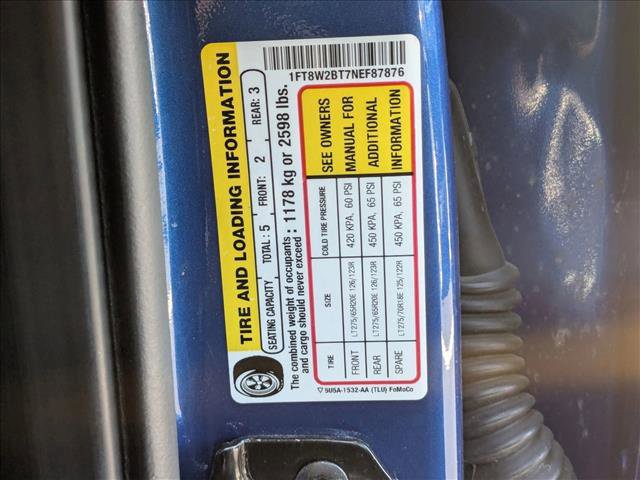 1FT8W2BT7NEF87876
TIRE AND LOADING INFORMATION
SEATING CAPACITY TOTAL: 5 FRONT: 2 REAR: 3
The combined weight of occupants
and cargo should never exceed : 1178 kg or 2598 lbs.
TIRE SIZE COLD TIRE PRESSURE SEE OWNERS
FRONT LT275/65R20E 126/123R 420 KPA, 60 PSI MANUAL FOR
REAR LT275/65R20E 126/123R 450 KPA, 65 PSI ADDITIONAL
SPARE LT275/70R18E 125/122R 450 KPA, 65 PSI INFORMATION
5U5A-1532-AA (TLU) FoMoCo